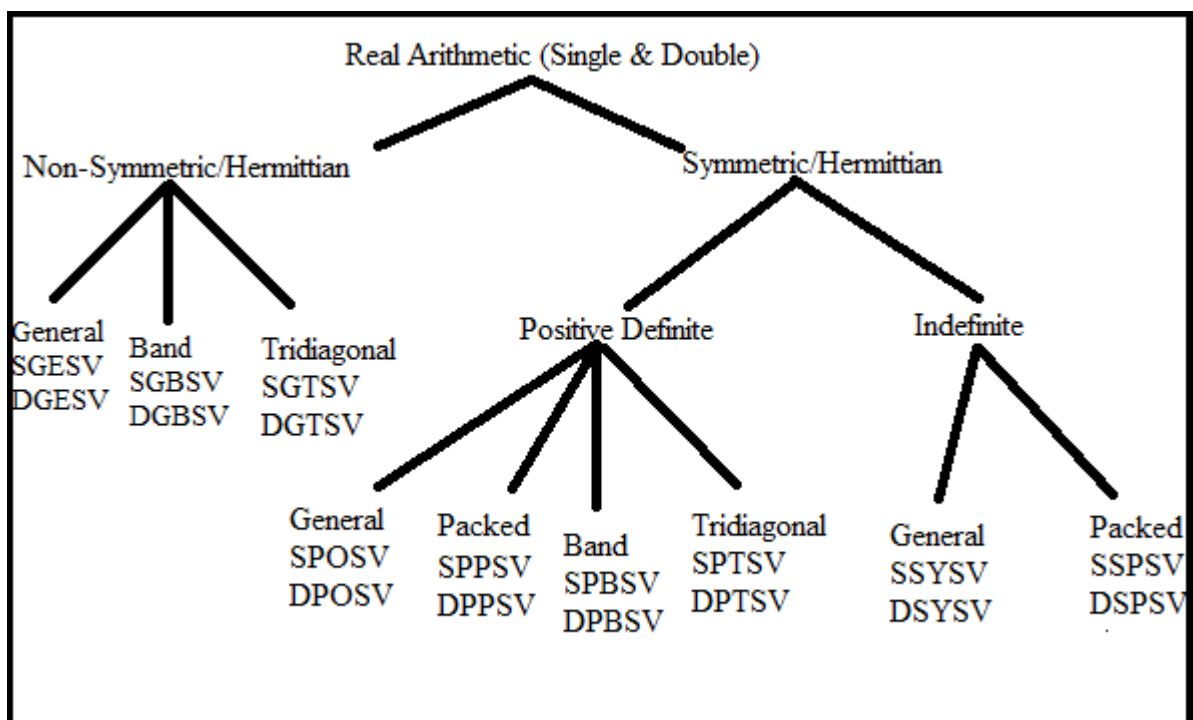 Real Arithmetic (Single & Double)
Non-Symmetric/Hermittian
Symmetric/Hermittian
General
SGESV
DGESV
Band
SGBSV
DGBSV
Tridiagonal
SGTSV
DGTSV
Positive Definite
Indefinite
General
SPOSV
DPOSV
Packed
SPPSV
DPPSV
Band
SPBSV
DPBSV
Tridiagonal
SPTSV
DPTSV
General
SSYSV
DSYSV
Packed
SSPSV
DSPSV